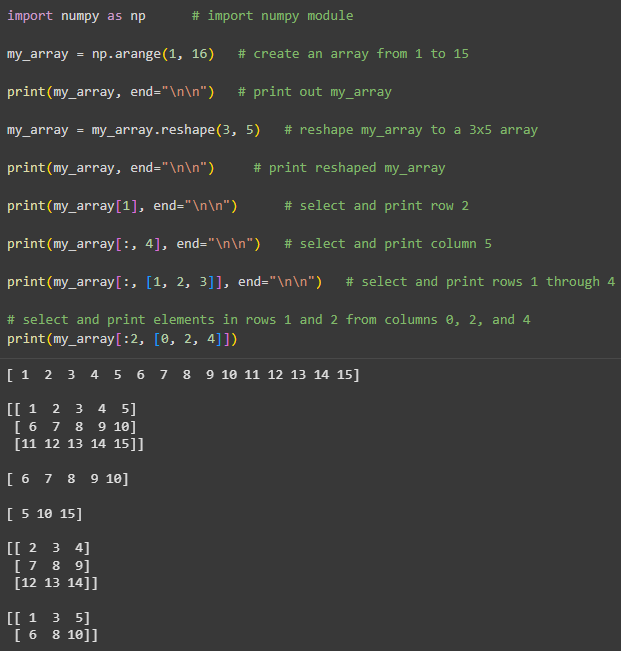 import numpy as np      # import numpy module
my_array = np.arange(1, 16)   # create an array from 1 to 15
print(my_array, end="\n\n")   # print out my_array
my_array = my_array.reshape(3, 5)   # reshape my_array to a 3x5 array
print(my_array, end="\n\n")     # print reshaped my_array
print(my_array[1], end="\n\n")      # select and print row 2
print(my_array[:, 4], end="\n\n")   # select and print column 5
print(my_array[:, [1, 2, 3]], end="\n\n")   # select and print rows 1 through 4
# select and print elements in rows 1 and 2 from columns 0, 2, and 4
print(my_array[:2, [0, 2, 4]])
[ 1  2  3  4  5  6  7  8  9 10 11 12 13 14 15]
[[ 1  2  3  4  5]
 [ 6  7  8  9 10]
 [11 12 13 14 15]]
[ 6  7  8  9 10]
[ 5 10 15]
[[ 2  3  4]
 [ 7  8  9]
 [12 13 14]]
[[ 1  3  5]
 [ 6  8 10]]